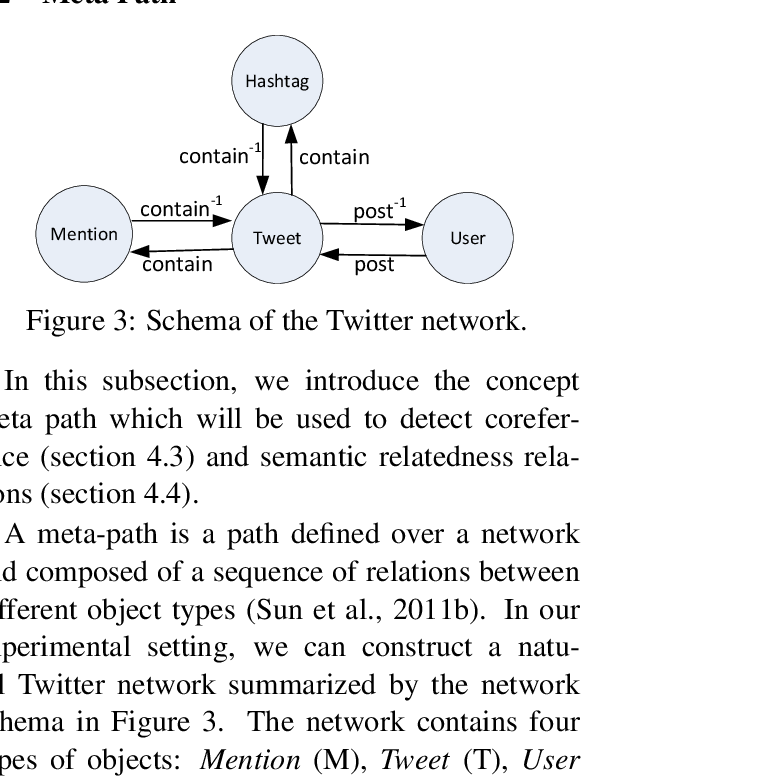 Meta Path
Hashtag
contain-1
contain
Mention
contain-1
contain
Tweet
post-1
post
User
Figure 3: Schema of the Twitter network.
In this subsection, we introduce the concept
eta path which will be used to detect corefer-
ce (section 4.3) and semantic relatedness rela-
ons (section 4.4).
A meta-path is a path defined over a network
d composed of a sequence of relations between
fferent object types (Sun et al., 2011b). In our
perimental setting, we can construct a natu-
l Twitter network summarized by the network
hema in Figure 3. The network contains four
pes of objects: Mention (M), Tweet (T), User